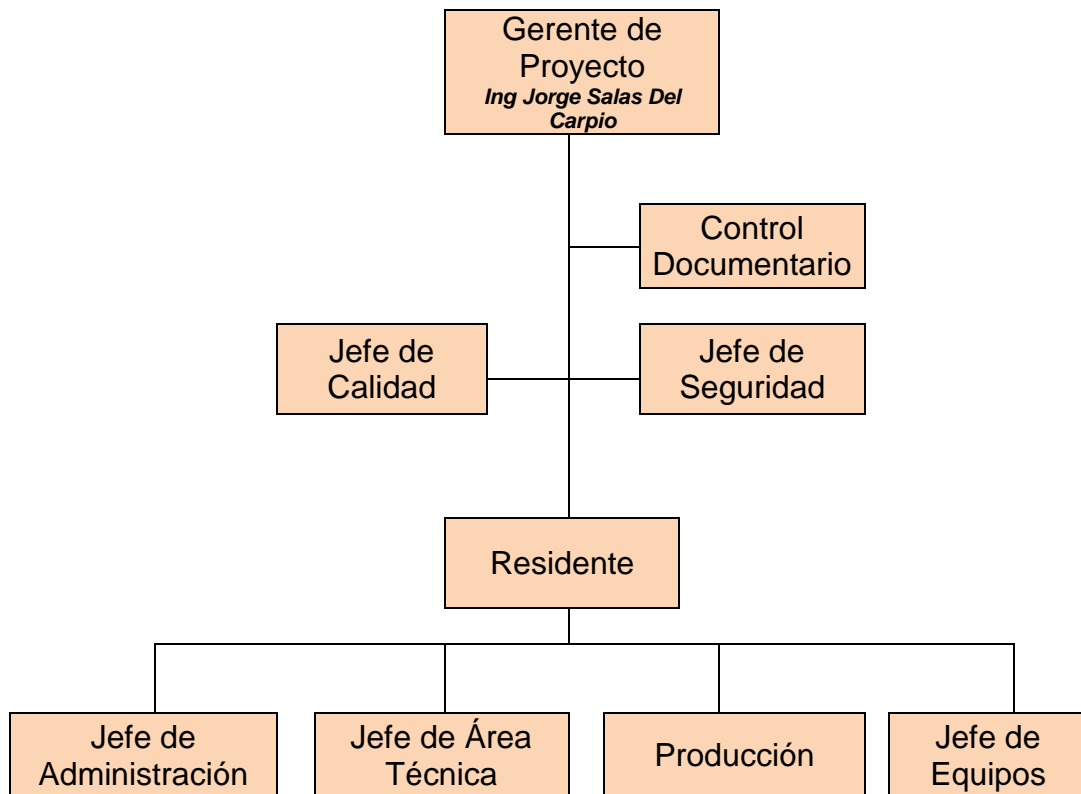 Gerente de
Proyecto
Ing Jorge Salas Del
Carpio
Control
Documentario
Jefe de
Calidad
Jefe de
Seguridad
Residente
Jefe de
Administración
Jefe de Área
Técnica
Producción
Jefe de
Equipos